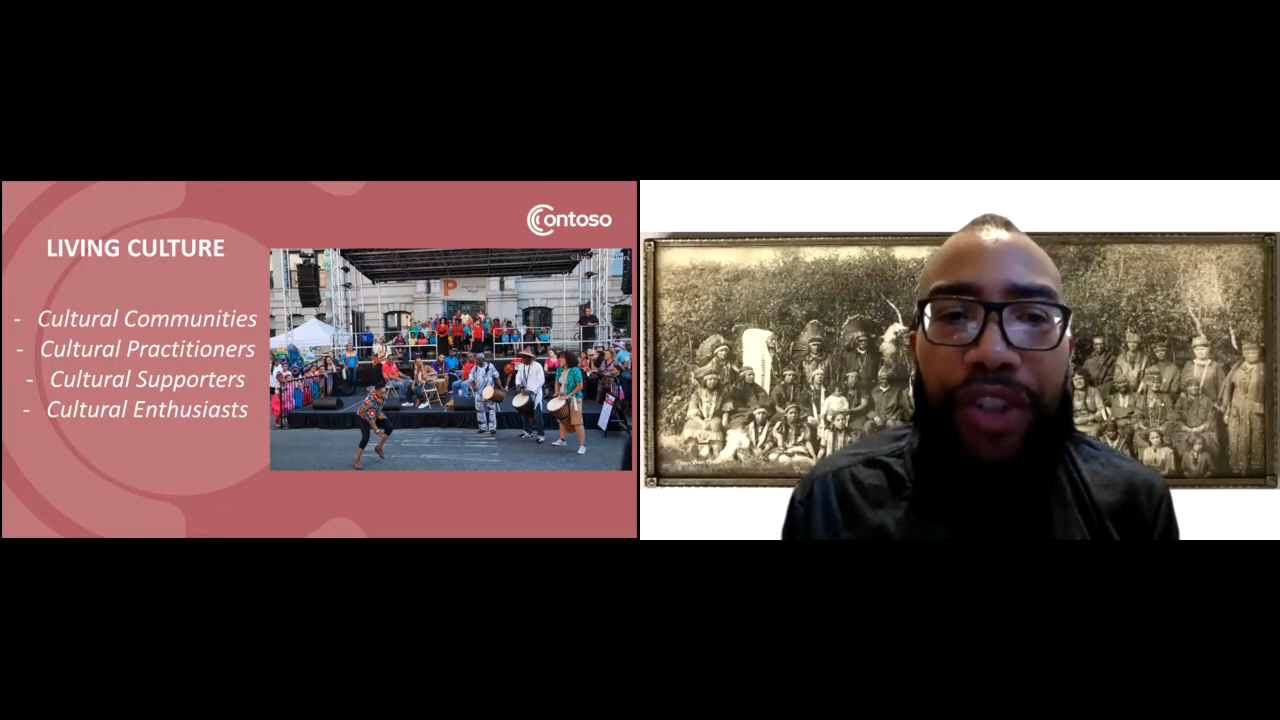 Contoso
LIVING CULTURE
- Cultural Communities
- Cultural Practitioners
- Cultural Supporters
- Cultural Enthusiasts
P